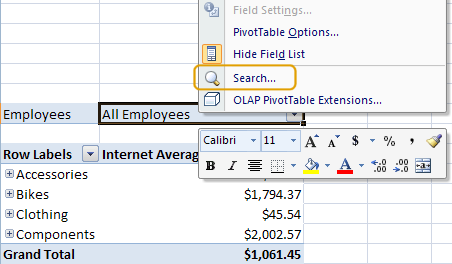 Field Settings...
PivotTable Options...
Hide Field List
Search...
OLAP PivotTable Extensions...
Employees All Employees
Calibri 11 A A $ % ,
B I A .00 .0
Row Labels Internet Averag
Accessories
Bikes $1,794.37
Clothing $45.54
Components $2,002.57
Grand Total $1,061.45